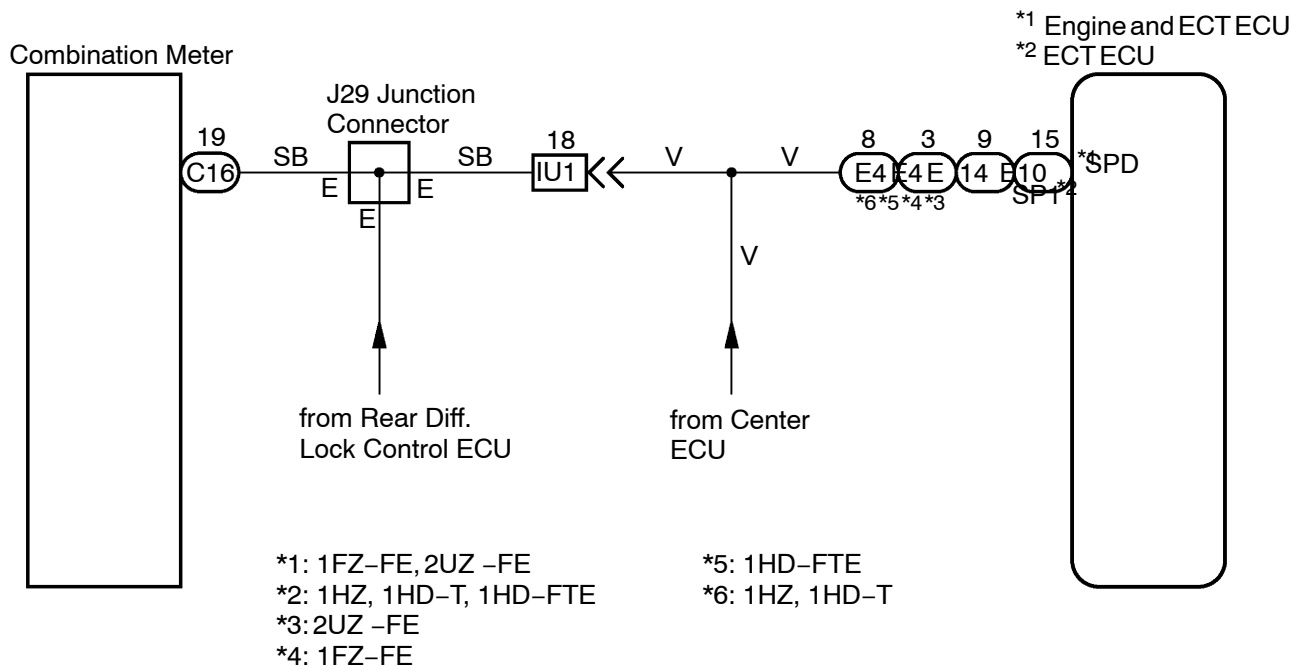 *1 Engine and ECT ECU
*2 ECT ECU
Combination Meter
J29 Junction
Connector
19
18
8
3
9
15
C16
SB
SB
IU1
V
V
E4
E4
E
14
E10
*1
SPD
SP1*2
*6
*5
*4
*3
E
E
E
V
from Rear Diff.
Lock Control ECU
from Center
ECU
*1: 1FZ–FE, 2UZ –FE
*2: 1HZ, 1HD–T, 1HD–FTE
*3: 2UZ –FE
*4: 1FZ–FE
*5: 1HD–FTE
*6: 1HZ, 1HD–T